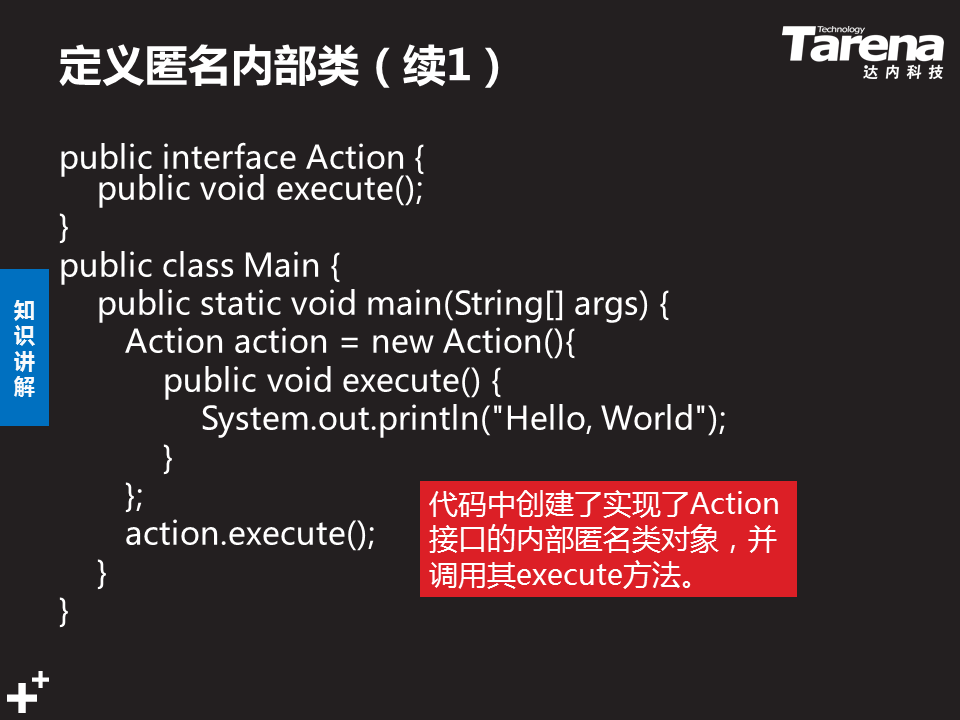 定义匿名内部类（续1）
Technology
Tarena
达内科技
public interface Action {
public void execute();
}
public class Main {
public static void main(String[] args) {
Action action = new Action(){
public void execute() {
System.out.println("Hello, World");
}
};
action.execute();
}
}
知识讲解
代码中创建了实现了Action
接口的内部匿名类对象，并
调用其execute方法。